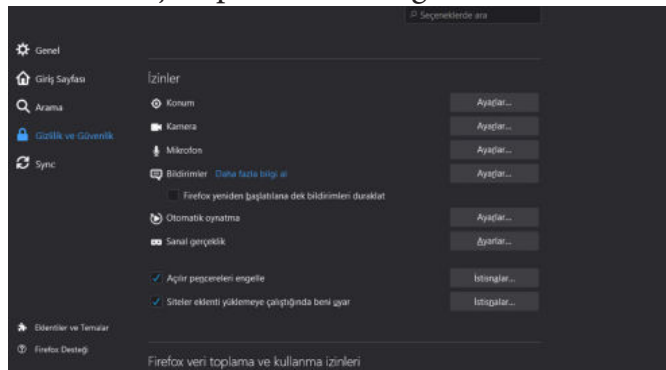 Seçeneklerde ara
Genel
Giriş Sayfası
Arama
Gizlilik ve Güvenlik
Sync
İzinler
Konum Ayarlar...
Kamera Ayarlar...
Mikrofon Ayarlar...
Bildirimler Daha fazla bilgi al Ayarlar...
Firefox yeniden başlatılana dek bildirimleri duraklat
Otomatik oynatma Ayarlar...
Sanal gerçeklik Ayarlar...
Açılır pencereleri engelle İstisnalar...
Siteler eklenti yüklemeye çalıştığında beni uyar İstisnalar...
Eklentiler ve Temalar
Firefox Desteği
Firefox veri toplama ve kullanma izinleri